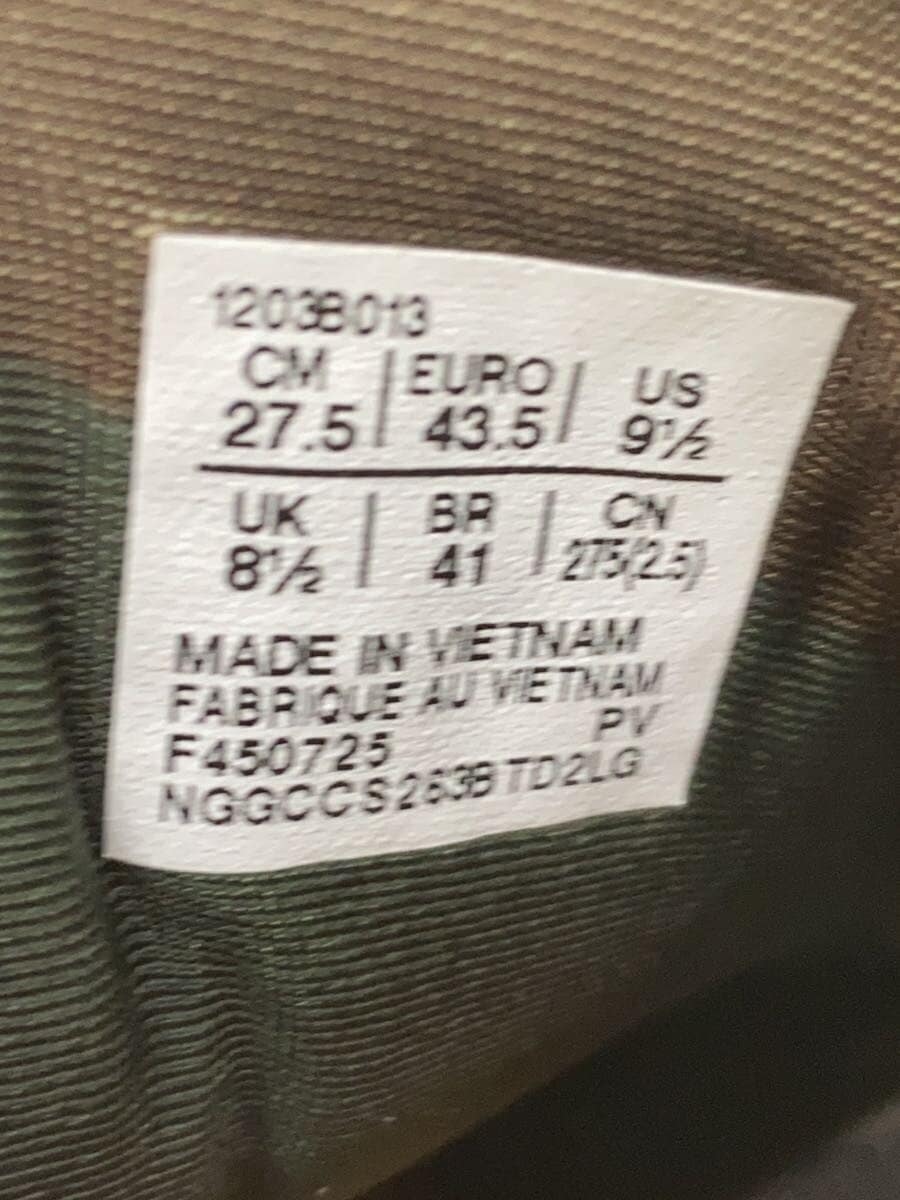 1203B013
CM | EURO | US
27.5 | 43.5 | 9½
UK | BR | CN
8½ | 41 | 275(2.5)
MADE IN VIETNAM
FABRIQUE AU VIETNAM
PV
F450725
NGGCCS263BTD2LG